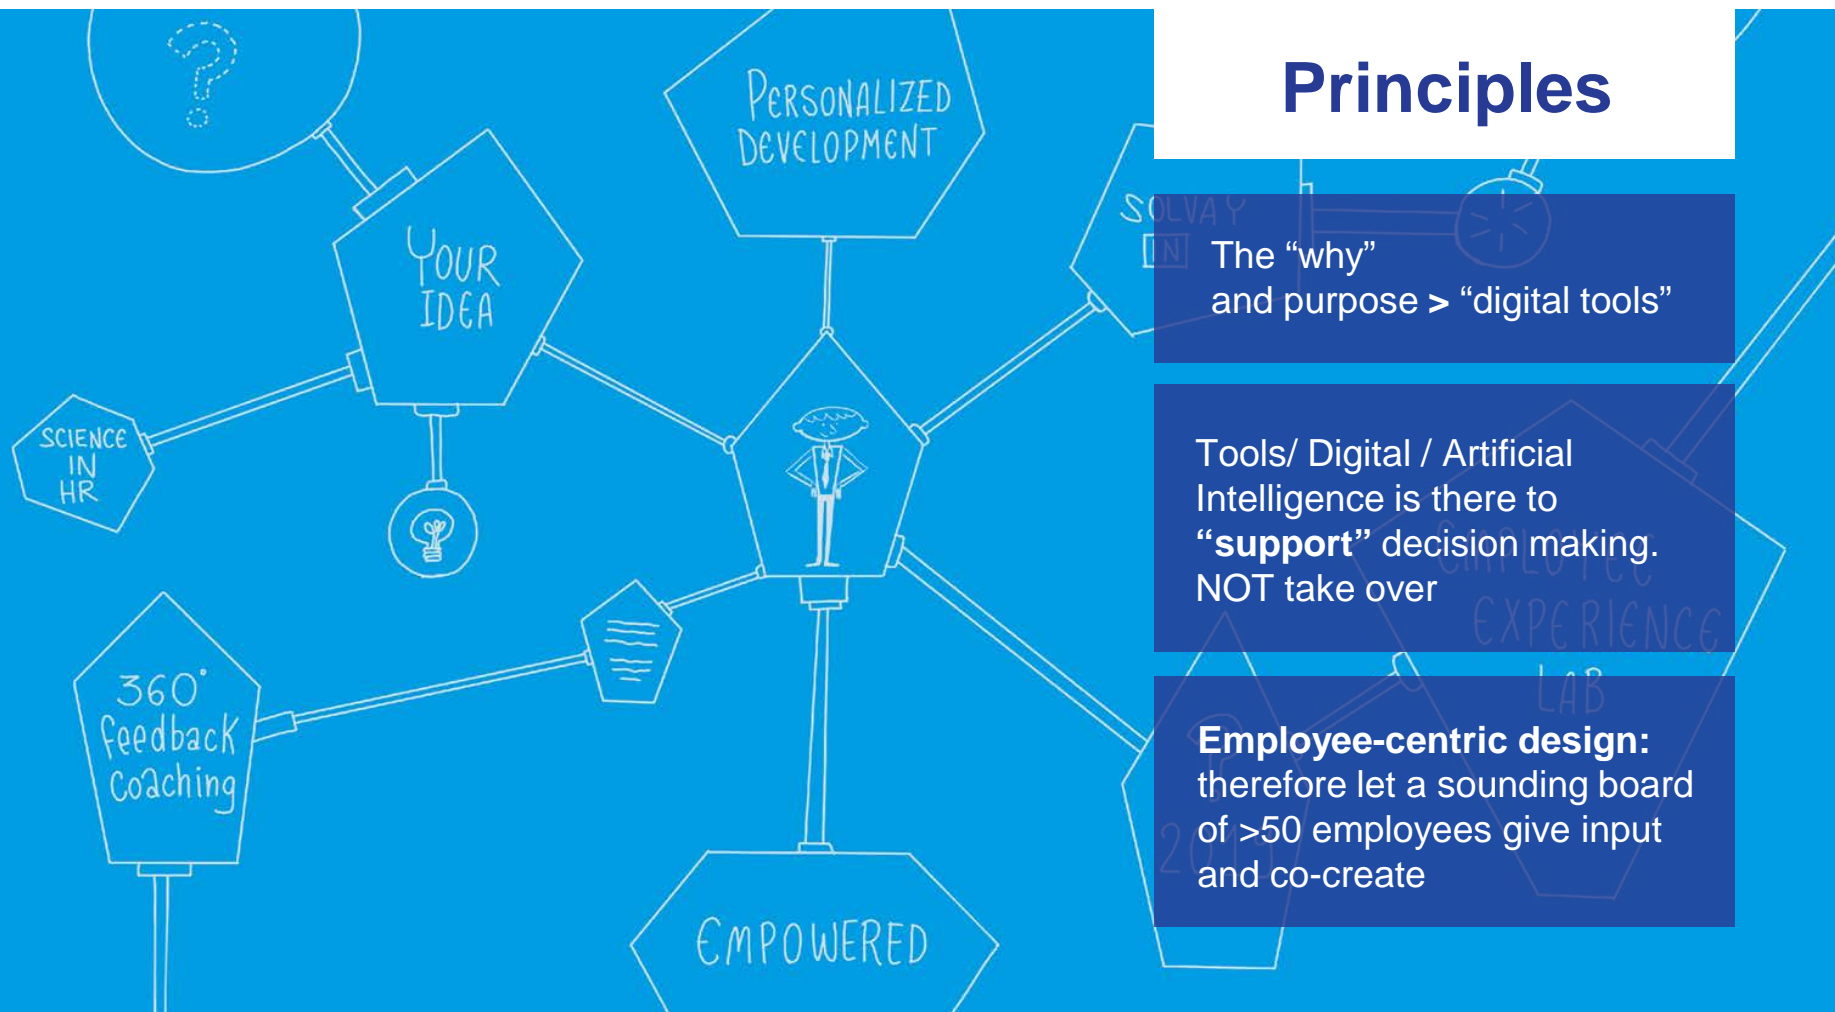 ?
PERSONALIZED
DEVELOPMENT
YOUR
IDEA
SCIENCE
IN
HR
360°
feedback
coaching
EMPOWERED
SOLVAY
IN
EMPLOYEE
EXPERIENCE
LAB
Principles
The “why”
and purpose > “digital tools”
Tools/ Digital / Artificial
Intelligence is there to
“support” decision making.
NOT take over
Employee-centric design:
therefore let a sounding board
of >50 employees give input
and co-create